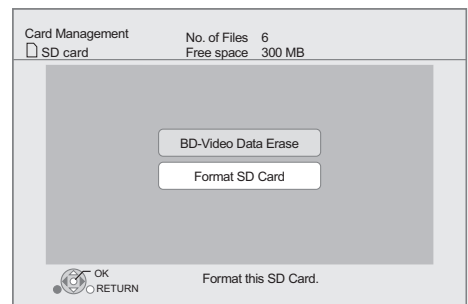 Card Management
No. of Files 6
SD card
Free space 300 MB
BD-Video Data Erase
Format SD Card
OK
RETURN
Format this SD Card.